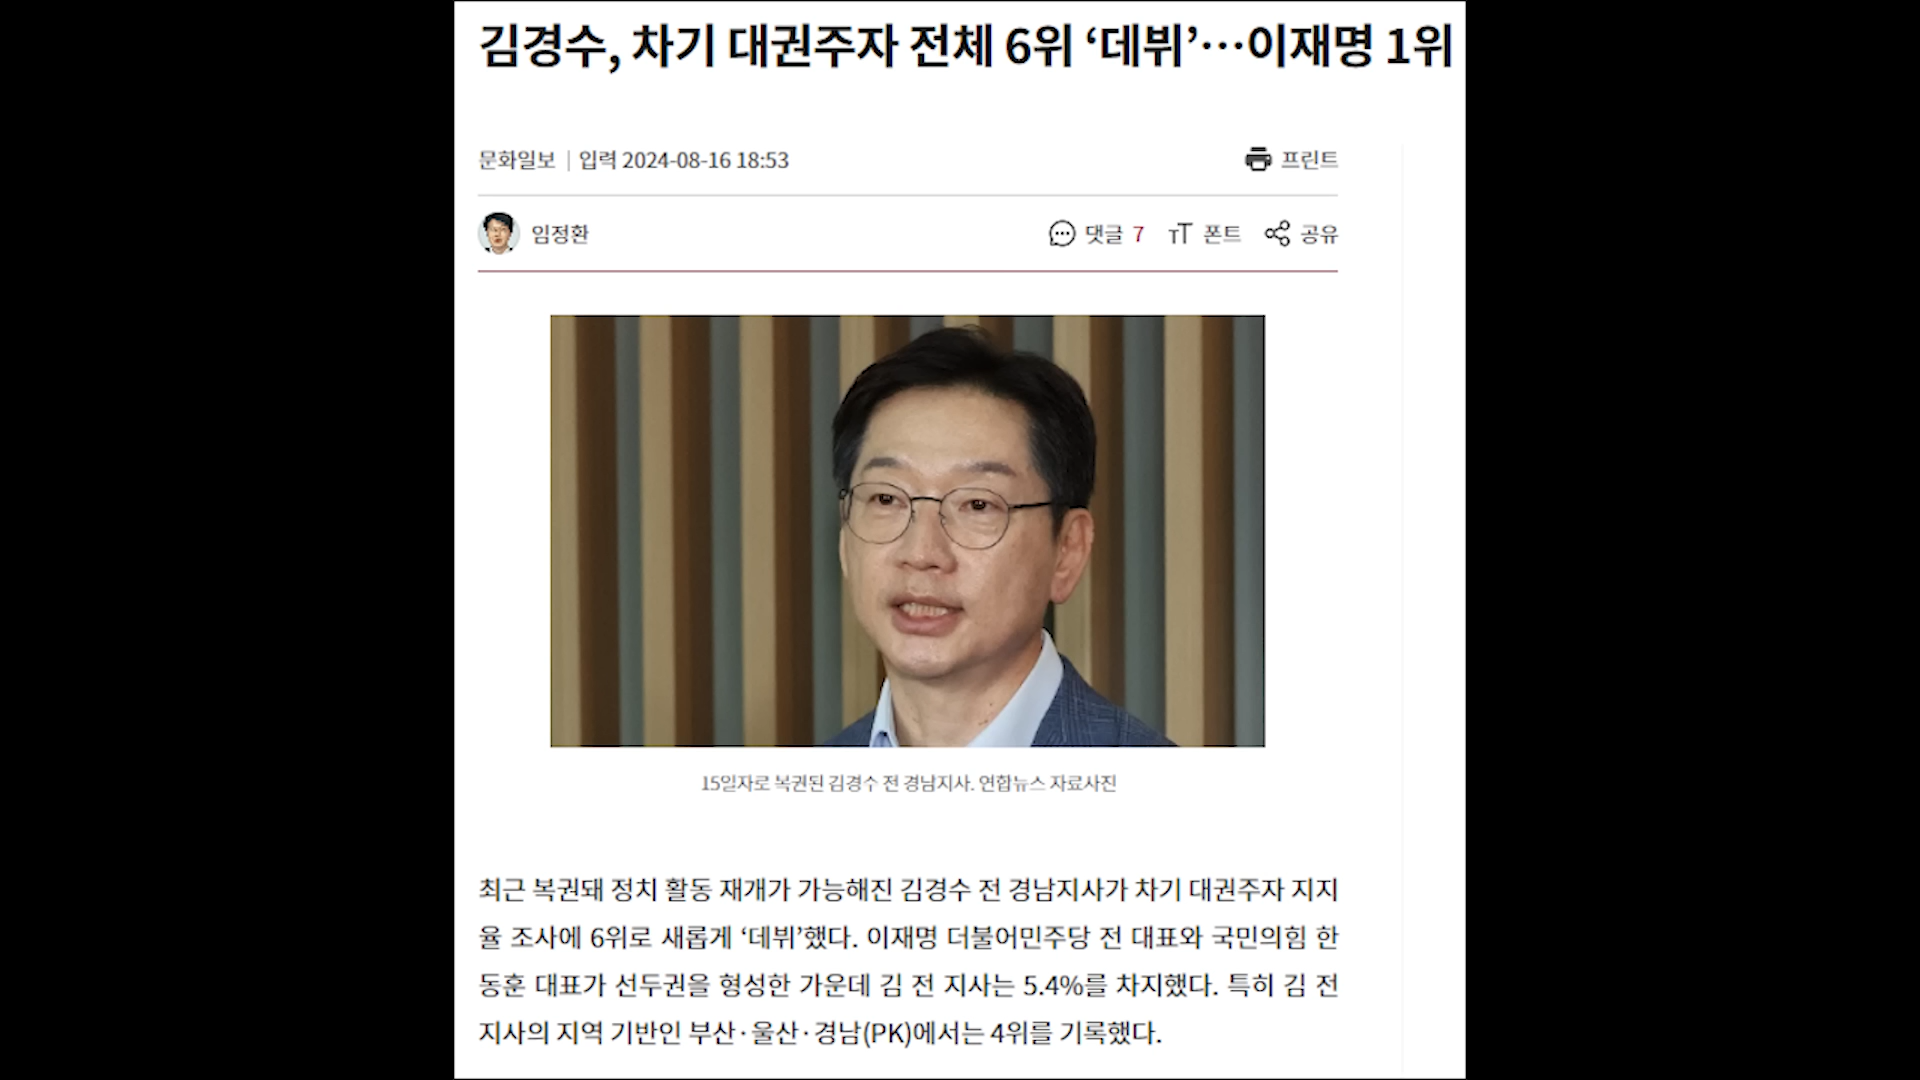 김경수, 차기 대권주자 전체 6위 ‘데뷔’…이재명 1위
문화일보 | 입력 2024-08-16 18:53
프린트
임정환
댓글 7
TT 폰트
공유
15일자로 복권된 김경수 전 경남지사. 연합뉴스 자료사진
최근 복권돼 정치 활동 재개가 가능해진 김경수 전 경남지사가 차기 대권주자 지지
율 조사에 6위로 새롭게 ‘데뷔’했다. 이재명 더불어민주당 전 대표와 국민의힘 한
동훈 대표가 선두권을 형성한 가운데 김 전 지사는 5.4%를 차지했다. 특히 김 전
지사의 지역 기반인 부산·울산·경남(PK)에서는 4위를 기록했다.